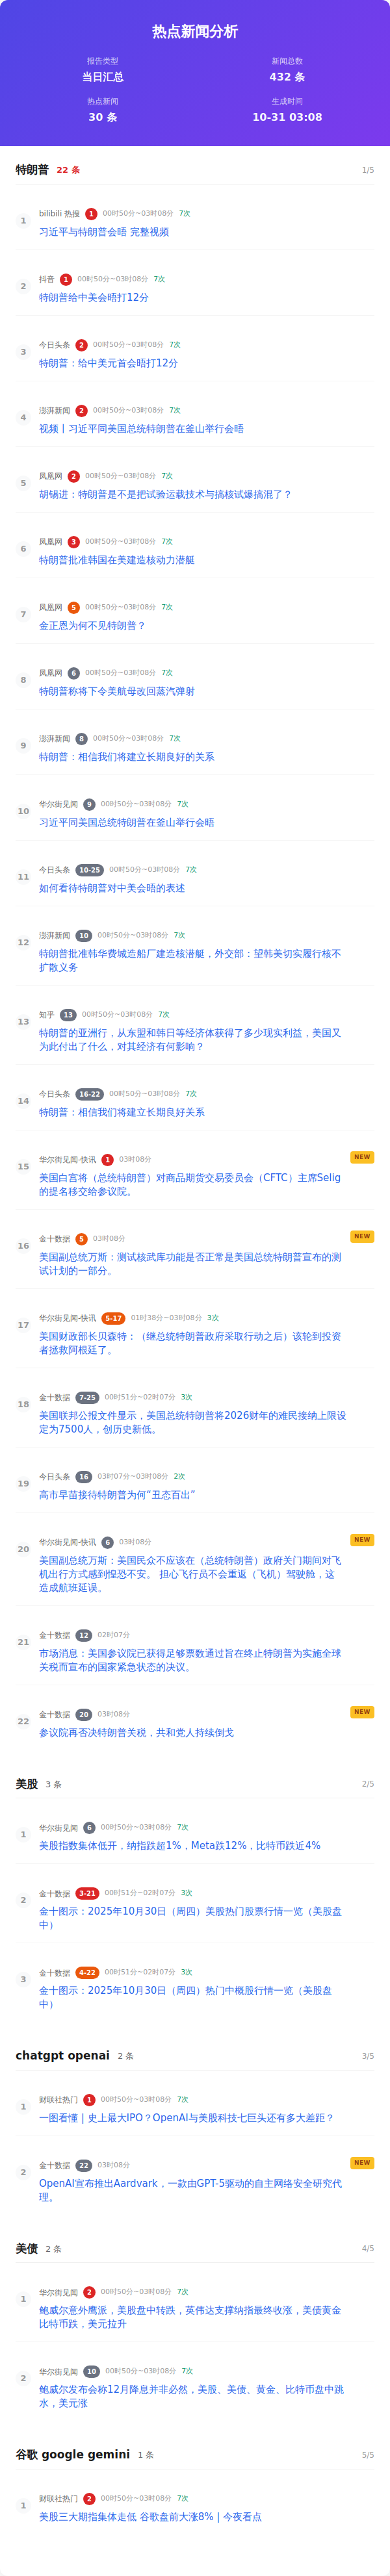 热点新闻分析
报告类型
当日汇总
新闻总数
432 条
热点新闻
30 条
生成时间
10-31 03:08
特朗普 22 条 1/5
1 bilibili 热搜 1 00时50分~03时08分 7次
习近平与特朗普会晤 完整视频
2 抖音 1 00时50分~03时08分 7次
特朗普给中美会晤打12分
3 今日头条 2 00时50分~03时08分 7次
特朗普：给中美元首会晤打12分
4 澎湃新闻 2 00时50分~03时08分 7次
视频丨习近平同美国总统特朗普在釜山举行会晤
5 凤凰网 2 00时50分~03时08分 7次
胡锡进：特朗普是不是把试验运载技术与搞核试爆搞混了？
6 凤凰网 3 00时50分~03时08分 7次
特朗普批准韩国在美建造核动力潜艇
7 凤凰网 5 00时50分~03时08分 7次
金正恩为何不见特朗普？
8 凤凰网 6 00时50分~03时08分 7次
特朗普称将下令美航母改回蒸汽弹射
9 澎湃新闻 8 00时50分~03时08分 7次
特朗普：相信我们将建立长期良好的关系
10 华尔街见闻 9 00时50分~03时08分 7次
习近平同美国总统特朗普在釜山举行会晤
11 今日头条 10-25 00时50分~03时08分 7次
如何看待特朗普对中美会晤的表述
12 澎湃新闻 10 00时50分~03时08分 7次
特朗普批准韩华费城造船厂建造核潜艇，外交部：望韩美切实履行核不
扩散义务
13 知乎 13 00时50分~03时08分 7次
特朗普的亚洲行，从东盟和日韩等经济体获得了多少现实利益，美国又
为此付出了什么，对其经济有何影响？
14 今日头条 16-22 00时50分~03时08分 7次
特朗普：相信我们将建立长期良好关系
15 华尔街见闻-快讯 1 03时08分 NEW
美国白宫将（总统特朗普）对商品期货交易委员会（CFTC）主席Selig
的提名移交给参议院。
16 金十数据 5 03时08分 NEW
美国副总统万斯：测试核武库功能是否正常是美国总统特朗普宣布的测
试计划的一部分。
17 华尔街见闻-快讯 5-17 01时38分~03时08分 3次
美国财政部长贝森特：（继总统特朗普政府采取行动之后）该轮到投资
者拯救阿根廷了。
18 金十数据 7-25 00时51分~02时07分 3次
美国联邦公报文件显示，美国总统特朗普将2026财年的难民接纳上限设
定为7500人，创历史新低。
19 今日头条 16 03时07分~03时08分 2次
高市早苗接待特朗普为何“丑态百出”
20 华尔街见闻-快讯 6 03时08分 NEW
美国副总统万斯：美国民众不应该在（总统特朗普）政府关门期间对飞
机出行方式感到惶恐不安。 担心飞行员不会重返（飞机）驾驶舱，这
造成航班延误。
21 金十数据 12 02时07分
市场消息：美国参议院已获得足够票数通过旨在终止特朗普为实施全球
关税而宣布的国家紧急状态的决议。
22 金十数据 20 03时08分 NEW
参议院再否决特朗普关税，共和党人持续倒戈
美股 3 条 2/5
1 华尔街见闻 6 00时50分~03时08分 7次
美股指数集体低开，纳指跌超1%，Meta跌12%，比特币跌近4%
2 金十数据 3-21 00时51分~02时07分 3次
金十图示：2025年10月30日（周四）美股热门股票行情一览（美股盘
中）
3 金十数据 4-22 00时51分~02时07分 3次
金十图示：2025年10月30日（周四）热门中概股行情一览（美股盘
中）
chatgpt openai 2 条 3/5
1 财联社热门 1 00时50分~03时08分 7次
一图看懂 | 史上最大IPO？OpenAI与美股科技七巨头还有多大差距？
2 金十数据 22 03时08分 NEW
OpenAI宣布推出Aardvark，一款由GPT-5驱动的自主网络安全研究代
理。
美债 2 条 4/5
1 华尔街见闻 2 00时50分~03时08分 7次
鲍威尔意外鹰派，美股盘中转跌，英伟达支撑纳指最终收涨，美债黄金
比特币跌，美元拉升
2 华尔街见闻 10 00时50分~03时08分 7次
鲍威尔发布会称12月降息并非必然，美股、美债、黄金、比特币盘中跳
水，美元涨
谷歌 google gemini 1 条 5/5
1 财联社热门 2 00时50分~03时08分 7次
美股三大期指集体走低 谷歌盘前大涨8% | 今夜看点